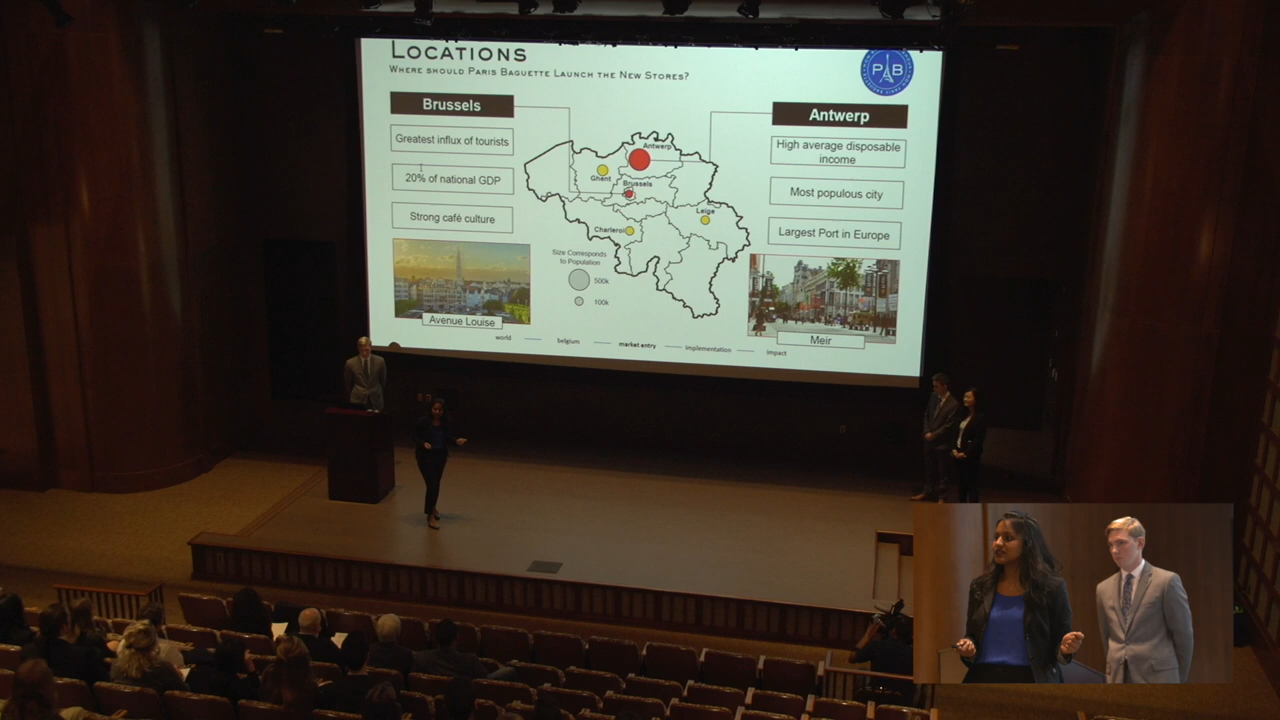 LOCATIONS
WHERE SHOULD PARIS BAGUETTE LAUNCH THE NEW STORES?
PB
Brussels
Greatest influx of tourists
20% of national GDP
Strong café culture
Avenue Louise
Antwerp
Ghent
Brussels
Leige
Charleroi
Size Corresponds
to Population
500k
100k
Antwerp
High average disposable
income
Most populous city
Largest Port in Europe
Meir
world belgium market entry implementation impact